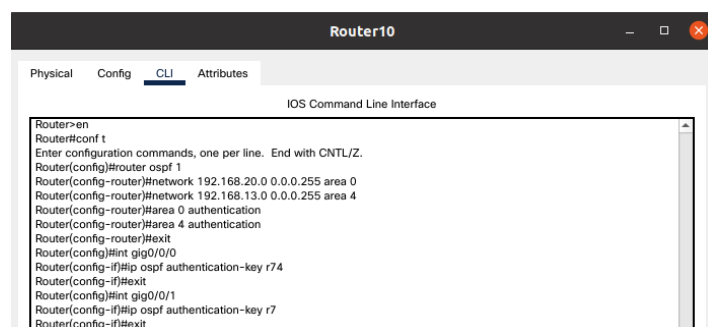 Router10
Physical Config CLI Attributes
IOS Command Line Interface
Router>en
Router#conf t
Enter configuration commands, one per line. End with CNTL/Z.
Router(config)#router ospf 1
Router(config-router)#network 192.168.20.0 0.0.0.255 area 0
Router(config-router)#network 192.168.13.0 0.0.0.255 area 4
Router(config-router)#area 0 authentication
Router(config-router)#area 4 authentication
Router(config-router)#exit
Router(config)#int gig0/0/0
Router(config-if)#ip ospf authentication-key r74
Router(config-if)#exit
Router(config)#int gig0/0/1
Router(config-if)#ip ospf authentication-key r7
Router(config-if)#exit